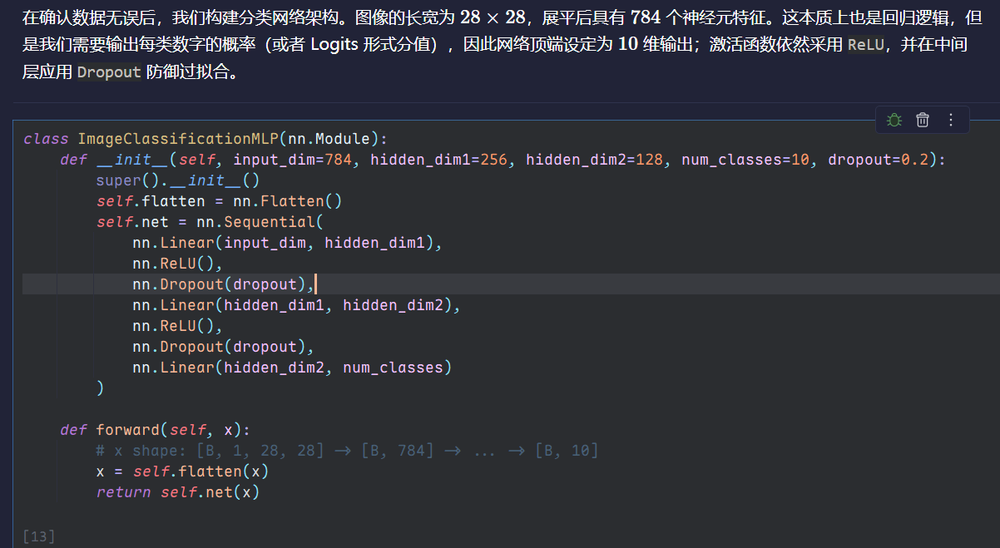 在确认数据无误后，我们构建分类网络架构。图像的长宽为 28 × 28，展平后具有 784 个神经元特征。这本质上也是回归逻辑，但
是我们需要输出每类数字的概率（或者 Logits 形式分值），因此网络顶端设定为 10 维输出；激活函数依然采用 ReLU，并在中间
层应用 Dropout 防御过拟合。
class ImageClassificationMLP(nn.Module):
    def __init__(self, input_dim=784, hidden_dim1=256, hidden_dim2=128, num_classes=10, dropout=0.2):
        super().__init__()
        self.flatten = nn.Flatten()
        self.net = nn.Sequential(
            nn.Linear(input_dim, hidden_dim1),
            nn.ReLU(),
            nn.Dropout(dropout),
            nn.Linear(hidden_dim1, hidden_dim2),
            nn.ReLU(),
            nn.Dropout(dropout),
            nn.Linear(hidden_dim2, num_classes)
        )
    def forward(self, x):
        # x shape: [B, 1, 28, 28] → [B, 784] → ... → [B, 10]
        x = self.flatten(x)
        return self.net(x)
[13]